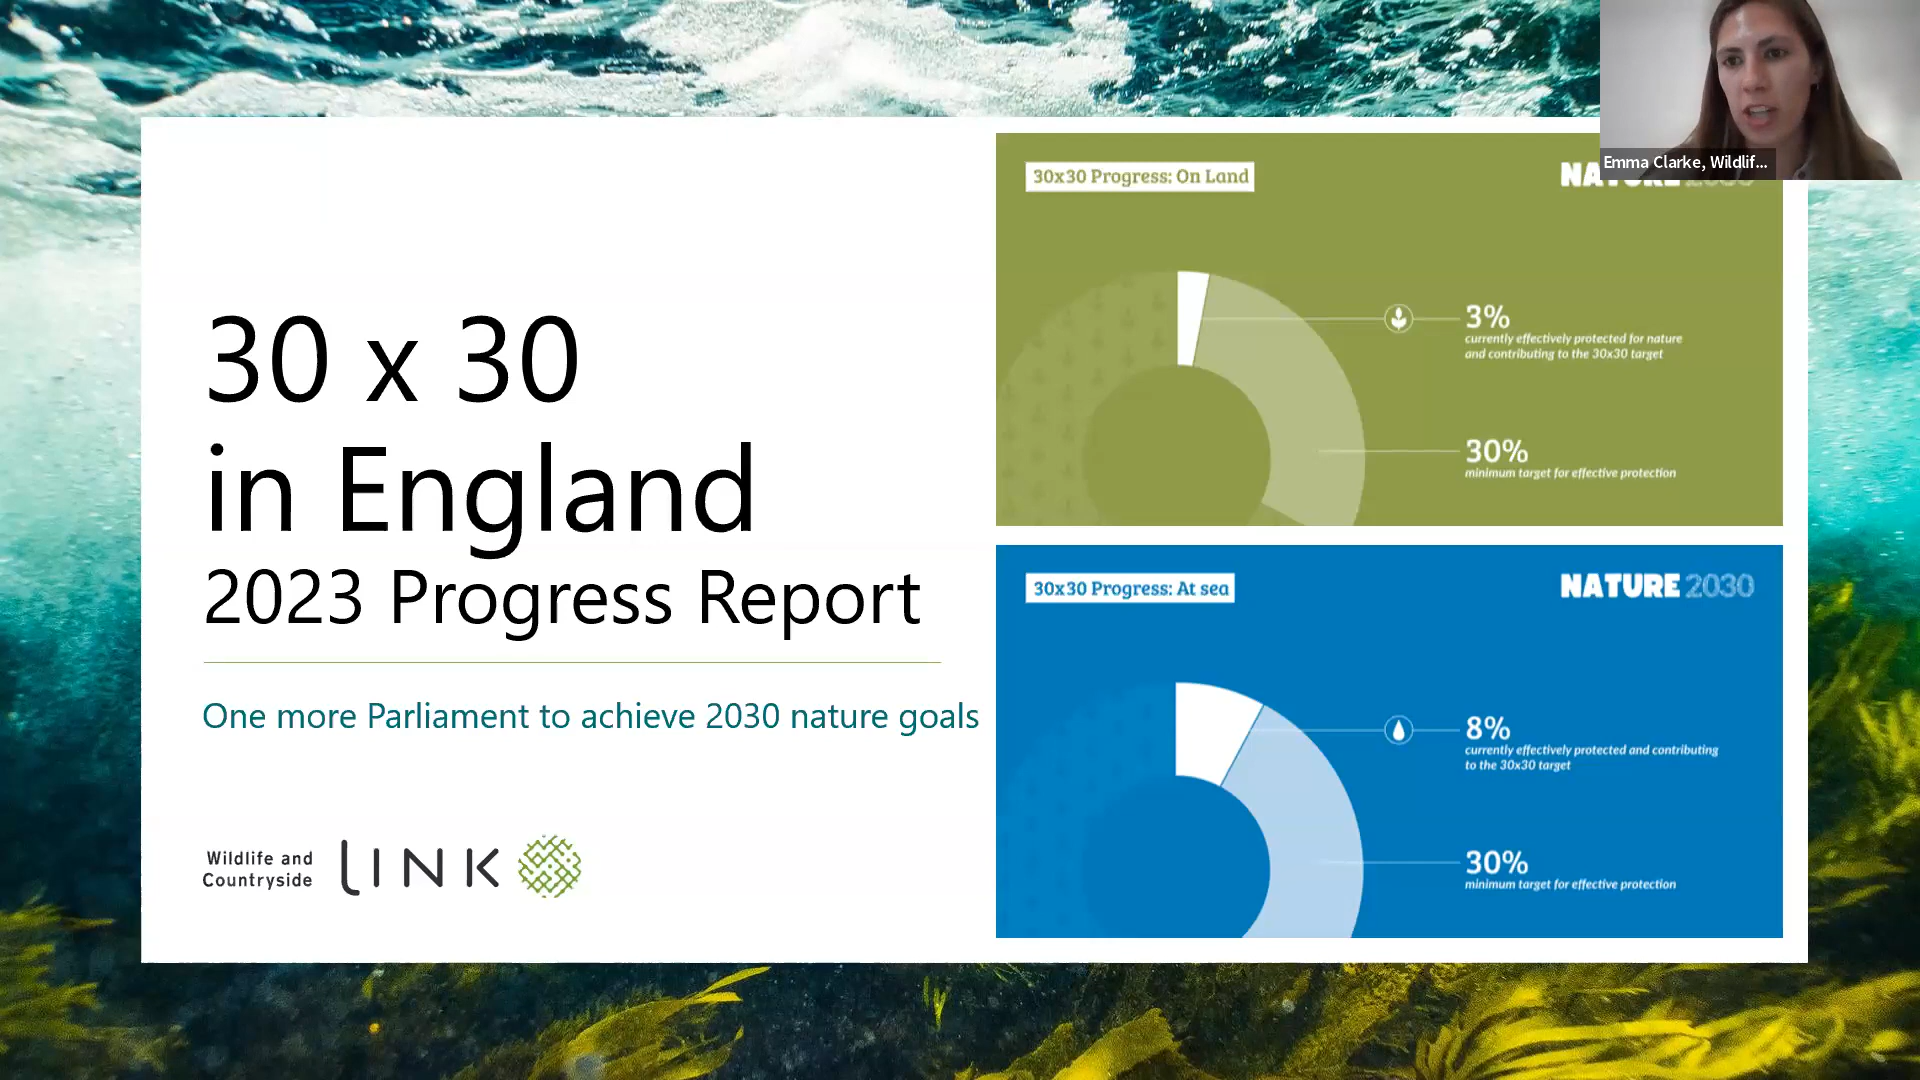 30 x 30
in England
2023 Progress Report
One more Parliament to achieve 2030 nature goals
Wildlife and
Countryside
LINK
30x30 Progress: On Land
NATURE 2030
3%
currently effectively protected for nature
and contributing to the 30x30 target
30%
minimum target for effective protection
30x30 Progress: At sea
NATURE 2030
8%
currently effectively protected and contributing
to the 30x30 target
30%
minimum target for effective protection
Emma Clarke, Wildlif...